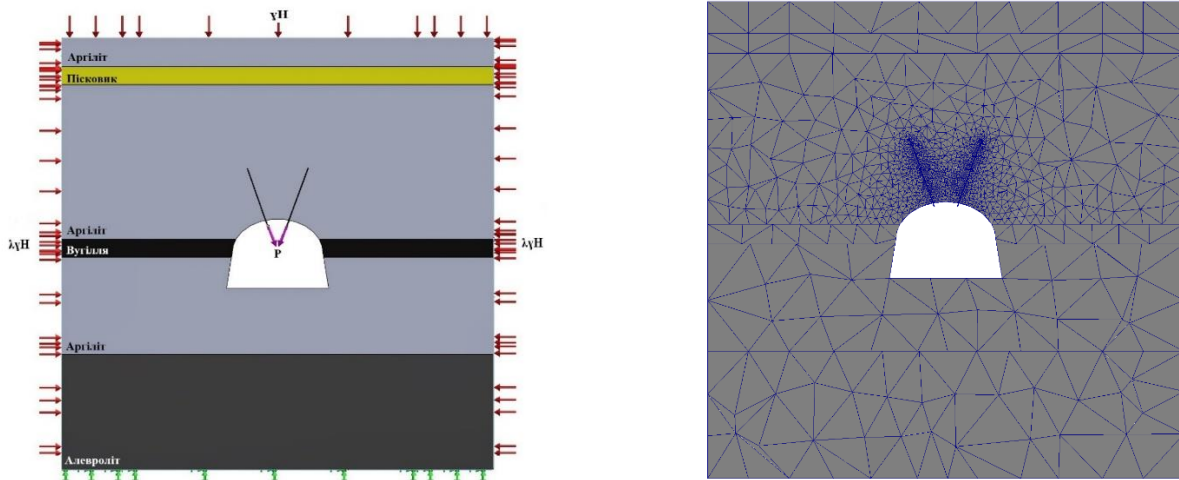 γH
Аргіліт
Пісковик
Аргіліт
λγH
Вугілля
P
λγH
Аргіліт
Алевроліт